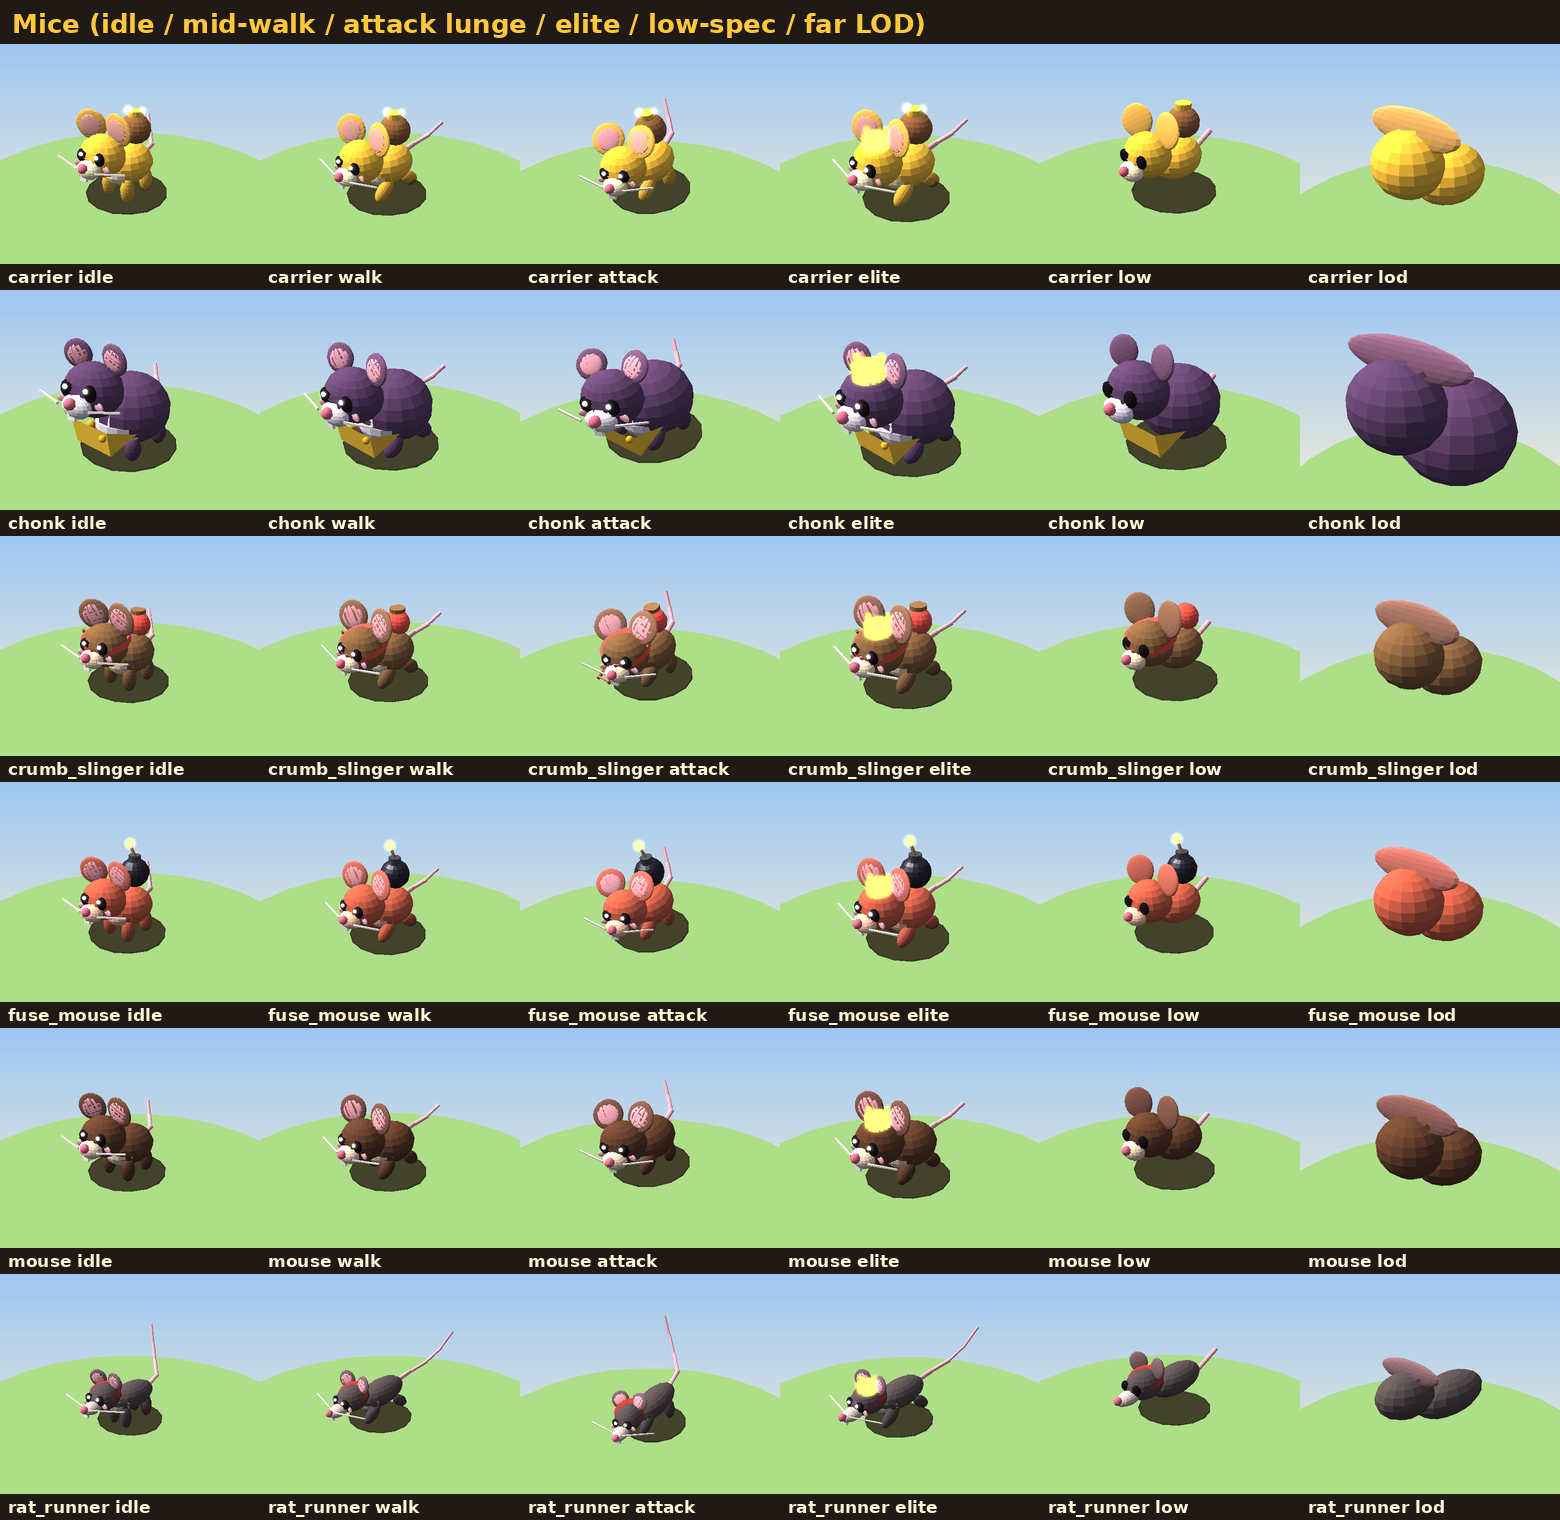 Mice (idle / mid-walk / attack lunge / elite / low-spec / far LOD)
carrier idle
carrier walk
carrier attack
carrier elite
carrier low
carrier lod
chonk idle
chonk walk
chonk attack
chonk elite
chonk low
chonk lod
crumb_slinger idle
crumb_slinger walk
crumb_slinger attack
crumb_slinger elite
crumb_slinger low
crumb_slinger lod
fuse_mouse idle
fuse_mouse walk
fuse_mouse attack
fuse_mouse elite
fuse_mouse low
fuse_mouse lod
mouse idle
mouse walk
mouse attack
mouse elite
mouse low
mouse lod
rat_runner idle
rat_runner walk
rat_runner attack
rat_runner elite
rat_runner low
rat_runner lod